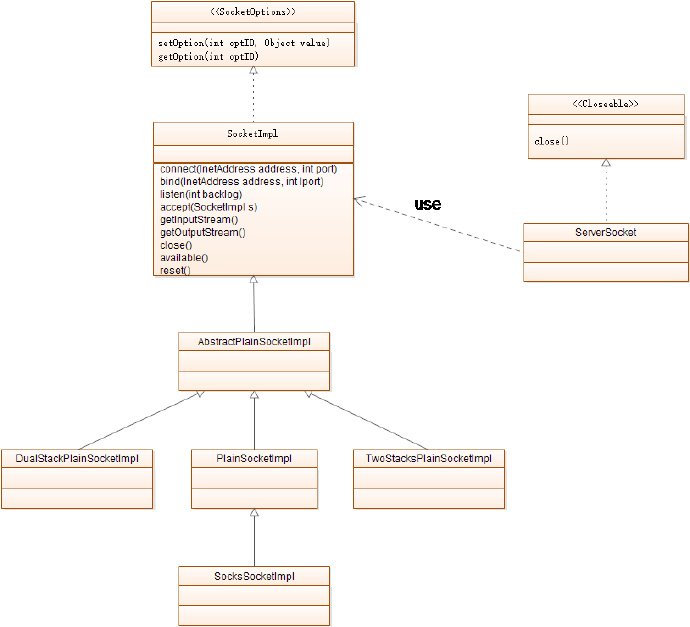 <<SocketOptions>>
setOption(int optID, Object value)
getOption(int optID)
SocketImpl
connect(InetAddress address, int port)
bind(InetAddress address, int lport)
listen(int backlog)
accept(SocketImpl s)
getInputStream()
getOutputStream()
close()
available()
reset()
<<Closeable>>
close()
use
ServerSocket
AbstractPlainSocketImpl
DualStackPlainSocketImpl
PlainSocketImpl
TwoStacksPlainSocketImpl
SocksSocketImpl